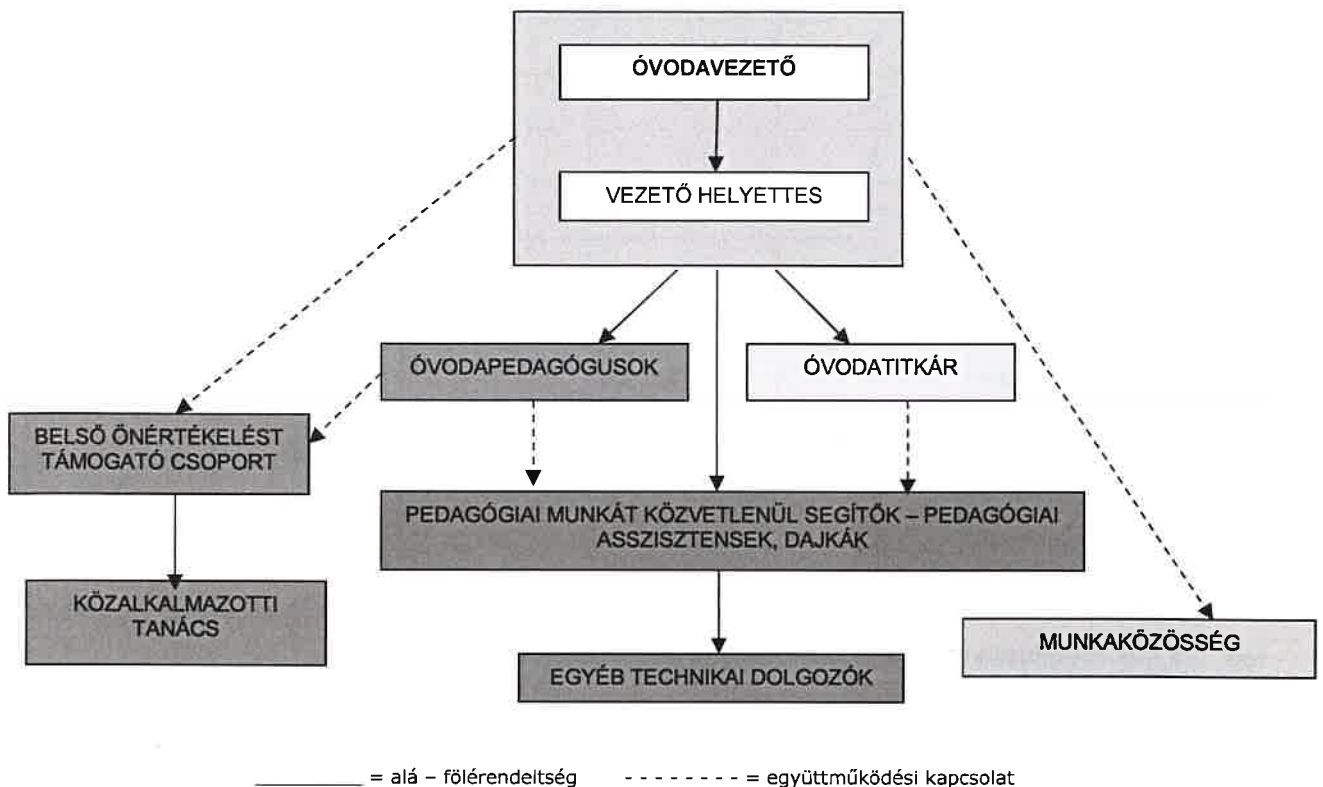 ÓVODAVEZETŐ
VEZETŐ HELYETTES
ÓVODAPEDAGÓGUSOK
ÓVODATITKÁR
BELSŐ ÖNÉRTÉKELÉST
TÁMOGATÓ CSOPORT
PEDAGÓGIAI MUNKÁT KÖZVETLENÜL SEGÍTŐK – PEDAGÓGIAI
ASSZISZTENSEK, DAJKÁK
KÖZALKALMAZOTTI
TANÁCS
MUNKAKÖZÖSSÉG
EGYÉB TECHNIKAI DOLGOZÓK
_________ = alá – fölérendeltség - - - - - - - - = együttműködési kapcsolat